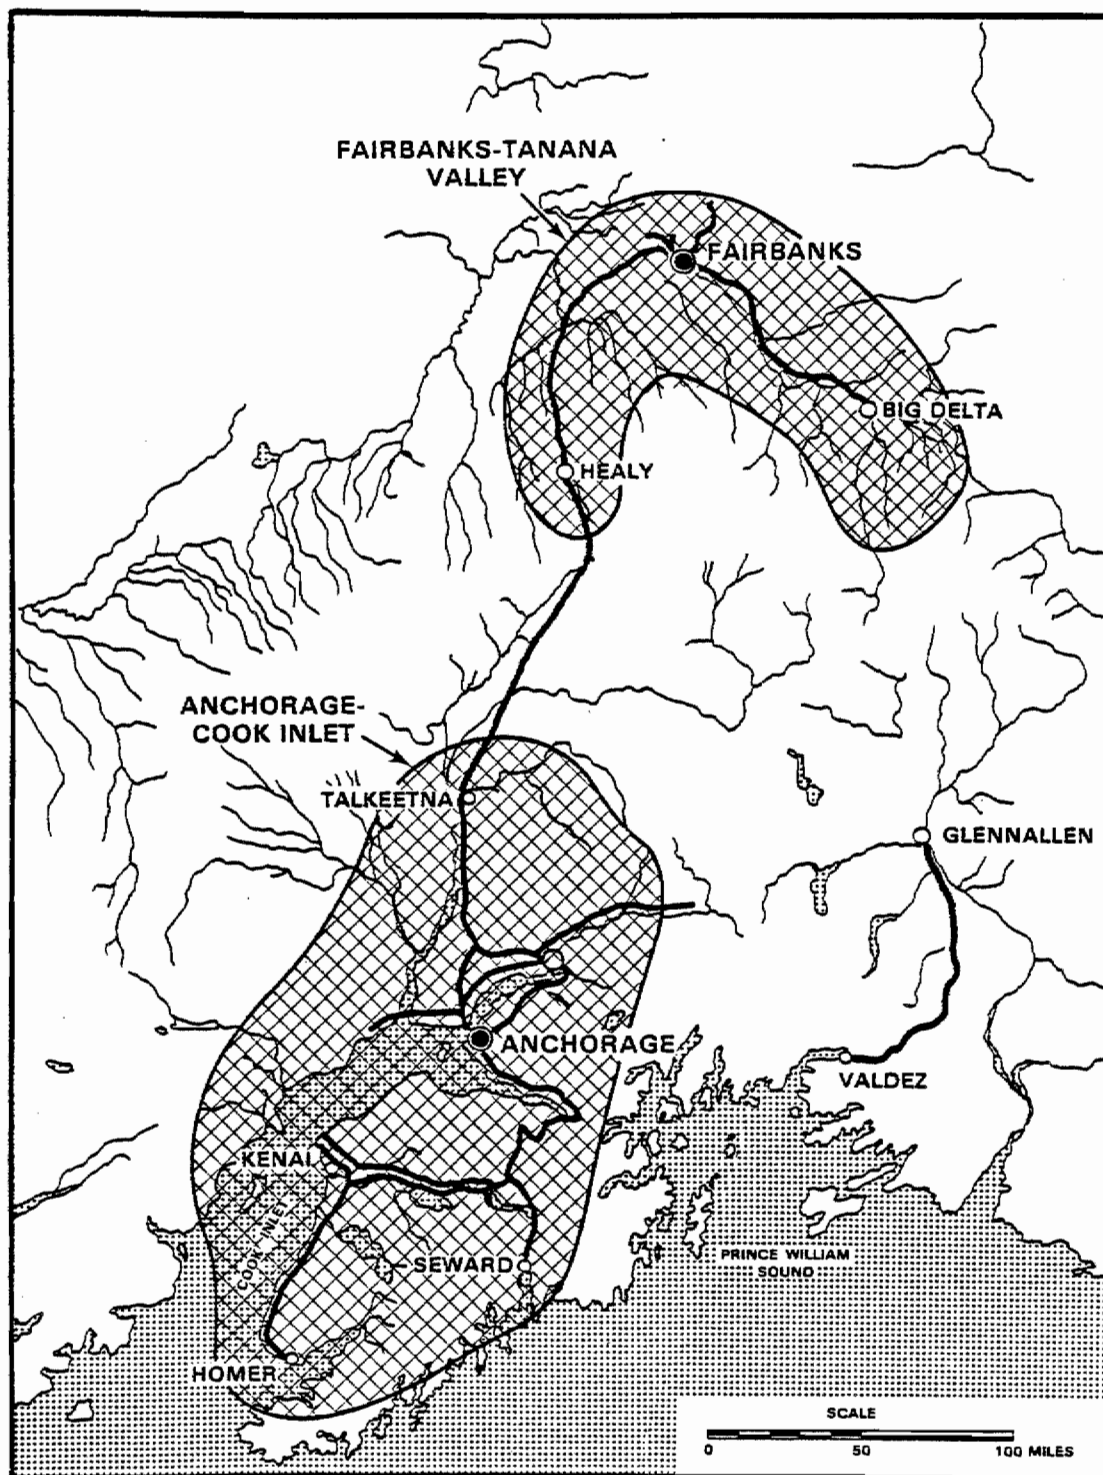 FAIRBANKS-TANANA
VALLEY
FAIRBANKS
BIG DELTA
HEALY
ANCHORAGE-
COOK INLET
TALKEETNA
GLENNALLEN
ANCHORAGE
VALDEZ
KENAI
COOK INLET
SEWARD
PRINCE WILLIAM
SOUND
HOMER
SCALE
0 50 100 MILES